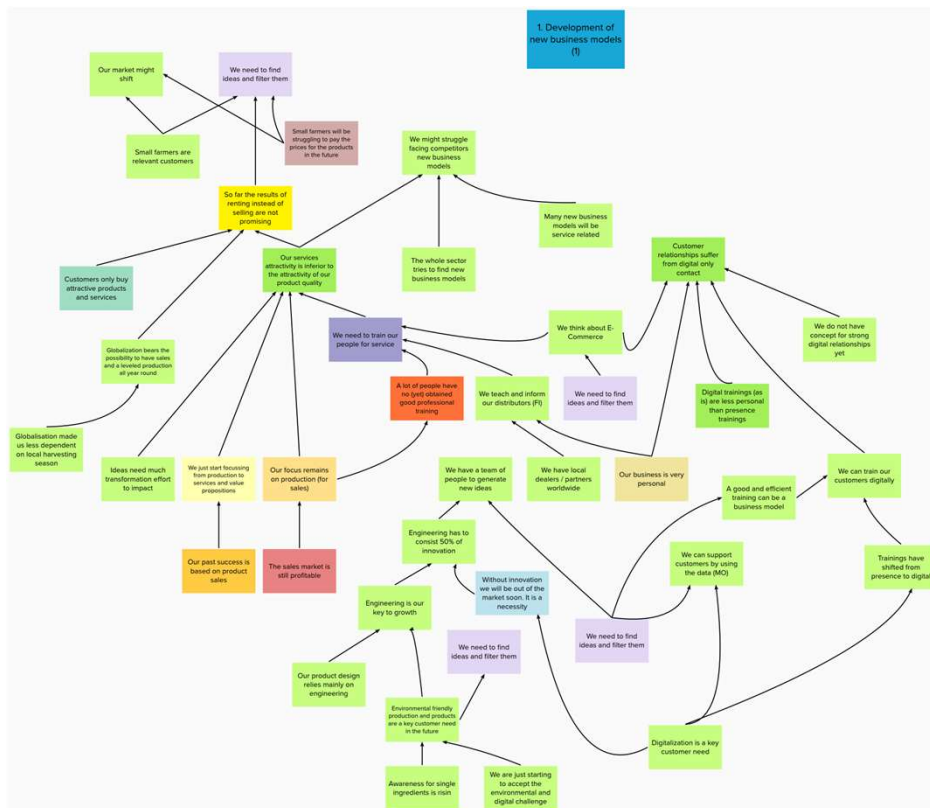 1. Development of
new business models
(1)
Our market might
shift
We need to find
ideas and filter them
Small farmers are
relevant customers
Small farmers will be
struggling to pay the
prices for the products
in the future
We might struggle
facing competitors
new business
models
So far the results of
renting instead of
selling are not
promising
Many new business
models will be
service related
Customers only buy
attractive products
and services
Our services
attractivity is inferior to
the attractivity of our
product quality
The whole sector
tries to find new
business models
Customer
relationships suffer
from digital only
contact
We need to train our
people for service
We think about E-
Commerce
We do not have
concept for strong
digital relationships
yet
Globalization bears the
possibility to have sales
and a leveled production
all year round
A lot of people have
no (yet) obtained
good professional
training
We teach and inform
our distributors (FI)
We need to find
ideas and filter them
Digital trainings (as
is) are less personal
than presence
trainings
Globalisation made
us less dependent
on local harvesting
season
Ideas need much
transformation effort
to impact
We just start focussing
from production to
services and value
propositions
Our focus remains
on production (for
sales)
We have a team of
people to generate
new ideas
We have local
dealers / partners
worldwide
Our business is very
personal
A good and efficient
training can be a
business model
We can train our
customers digitally
Our past success is
based on product
sales
The sales market is
still profitable
Engineering has to
consist 50% of
innovation
Without innovation
we will be out of the
market soon. It is a
necessity
We can support
customers by using
the data (MO)
Trainings have
shifted from
presence to digital
Engineering is our
key to growth
We need to find
ideas and filter them
We need to find
ideas and filter them
Our product design
relies mainly on
engineering
Environmental friendly
production and products
are a key customer need
in the future
Digitalization is a key
customer need
Awareness for single
ingredients is risin
We are just starting
to accept the
environmental and
digital challenge